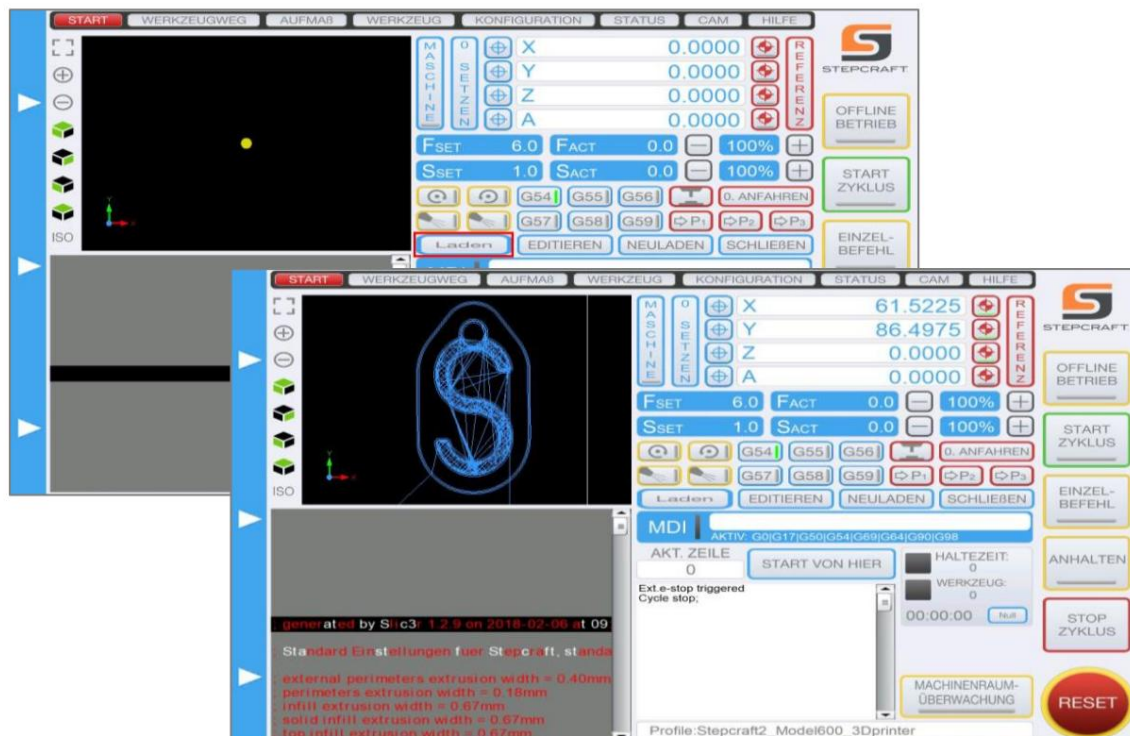 START WERKZEUGWEG AUFMAß WERKZEUG KONFIGURATION STATUS CAM HILFE
MASCHINE
0 SETZEN
X 0.0000
Y 0.0000
Z 0.0000
A 0.0000
REFERENZ
STEPCRAFT
FSET 6.0 FACT 0.0 100%
SSET 1.0 SACT 0.0 100%
G54 G55 G56 0. ANFAHREN
G57 G58 G59 P1 P2 P3
Laden EDITIEREN NEULADEN SCHLIEßEN
ISO
OFFLINE
BETRIEB
START
ZYKLUS
EINZEL-
BEFEHL
START WERKZEUGWEG AUFMAß WERKZEUG KONFIGURATION STATUS CAM HILFE
MASCHINE
0 SETZEN
X 61.5225
Y 86.4975
Z 0.0000
A 0.0000
REFERENZ
STEPCRAFT
FSET 6.0 FACT 0.0 100%
SSET 1.0 SACT 0.0 100%
G54 G55 G56 0. ANFAHREN
G57 G58 G59 P1 P2 P3
Laden EDITIEREN NEULADEN SCHLIEßEN
ISO
MDI
AKTIV: G0|G17|G50|G54|G69|G64|G90|G98
AKT. ZEILE
0
START VON HIER
HALTEZEIT:
0
WERKZEUG:
0
00:00:00 Null
Ext.e-stop triggered
Cycle stop;
generated by Slic3r 1.2.9 on 2018-02-06 at 09
Standard Einstellungen fuer Stepcraft, standa
external perimeters extrusion width = 0.40mm
perimeters extrusion width = 0.18mm
infill extrusion width = 0.67mm
solid infill extrusion width = 0.67mm
top infill extrusion width = 0.67mm
MACHINENRAUM-
ÜBERWACHUNG
Profile:Stepcraft2_Model600_3Dprinter
OFFLINE
BETRIEB
START
ZYKLUS
EINZEL-
BEFEHL
ANHALTEN
STOP
ZYKLUS
RESET